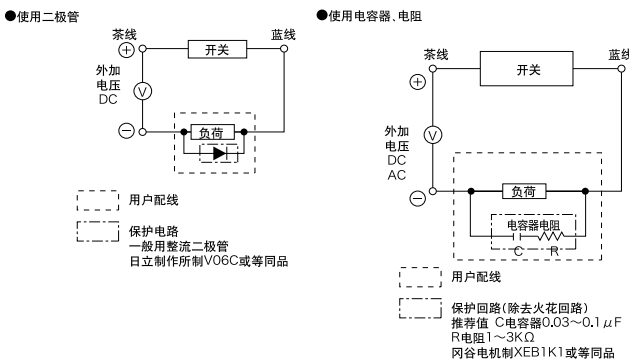 ●使用二极管
茶线
蓝线
开关
外加
电压
DC
V
负荷
用户配线
保护电路
一般用整流二极管
日立制作所制V06C或等同品
●使用电容器、电阻
茶线
蓝线
开关
外加
电压
DC
AC
V
负荷
电容器电阻
C R
用户配线
保护回路(除去火花回路)
推荐值 C电容器0.03～0.1μF
R电阻1～3KΩ
冈谷电机制XEB1K1或等同品